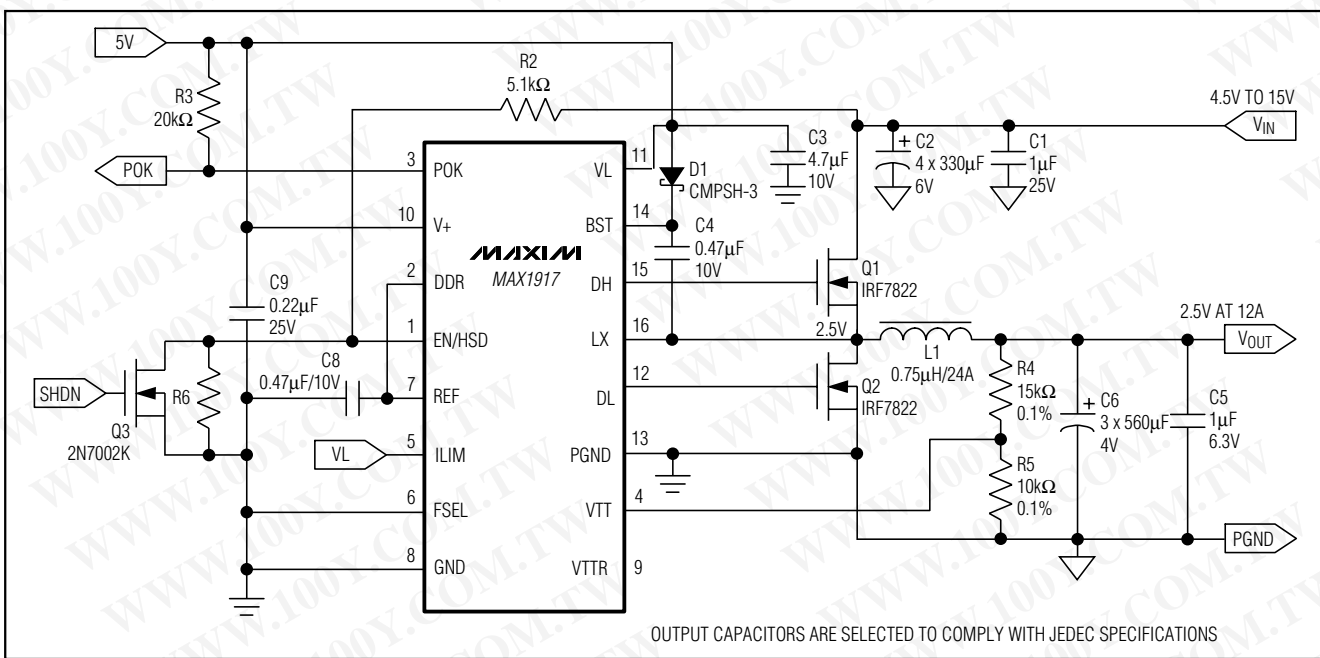 5V
R3
20kΩ
POK
R2
5.1kΩ
4.5V TO 15V
VIN
C2
4 x 330µF
6V
C1
1µF
25V
C3
4.7µF
10V
D1
CMPSH-3
C4
0.47µF
10V
MAXIM
MAX1917
3
POK
10
V+
2
DDR
1
EN/HSD
7
REF
5
ILIM
6
FSEL
8
GND
11
VL
14
BST
15
DH
16
LX
12
DL
13
PGND
4
VTT
9
VTTR
C9
0.22µF
25V
C8
0.47µF/10V
SHDN
R6
Q3
2N7002K
VL
Q1
IRF7822
2.5V
L1
0.75µH/24A
Q2
IRF7822
2.5V AT 12A
VOUT
R4
15kΩ
0.1%
R5
10kΩ
0.1%
C6
3 x 560µF
4V
C5
1µF
6.3V
PGND
OUTPUT CAPACITORS ARE SELECTED TO COMPLY WITH JEDEC SPECIFICATIONS
WWW.100Y.COM.TW